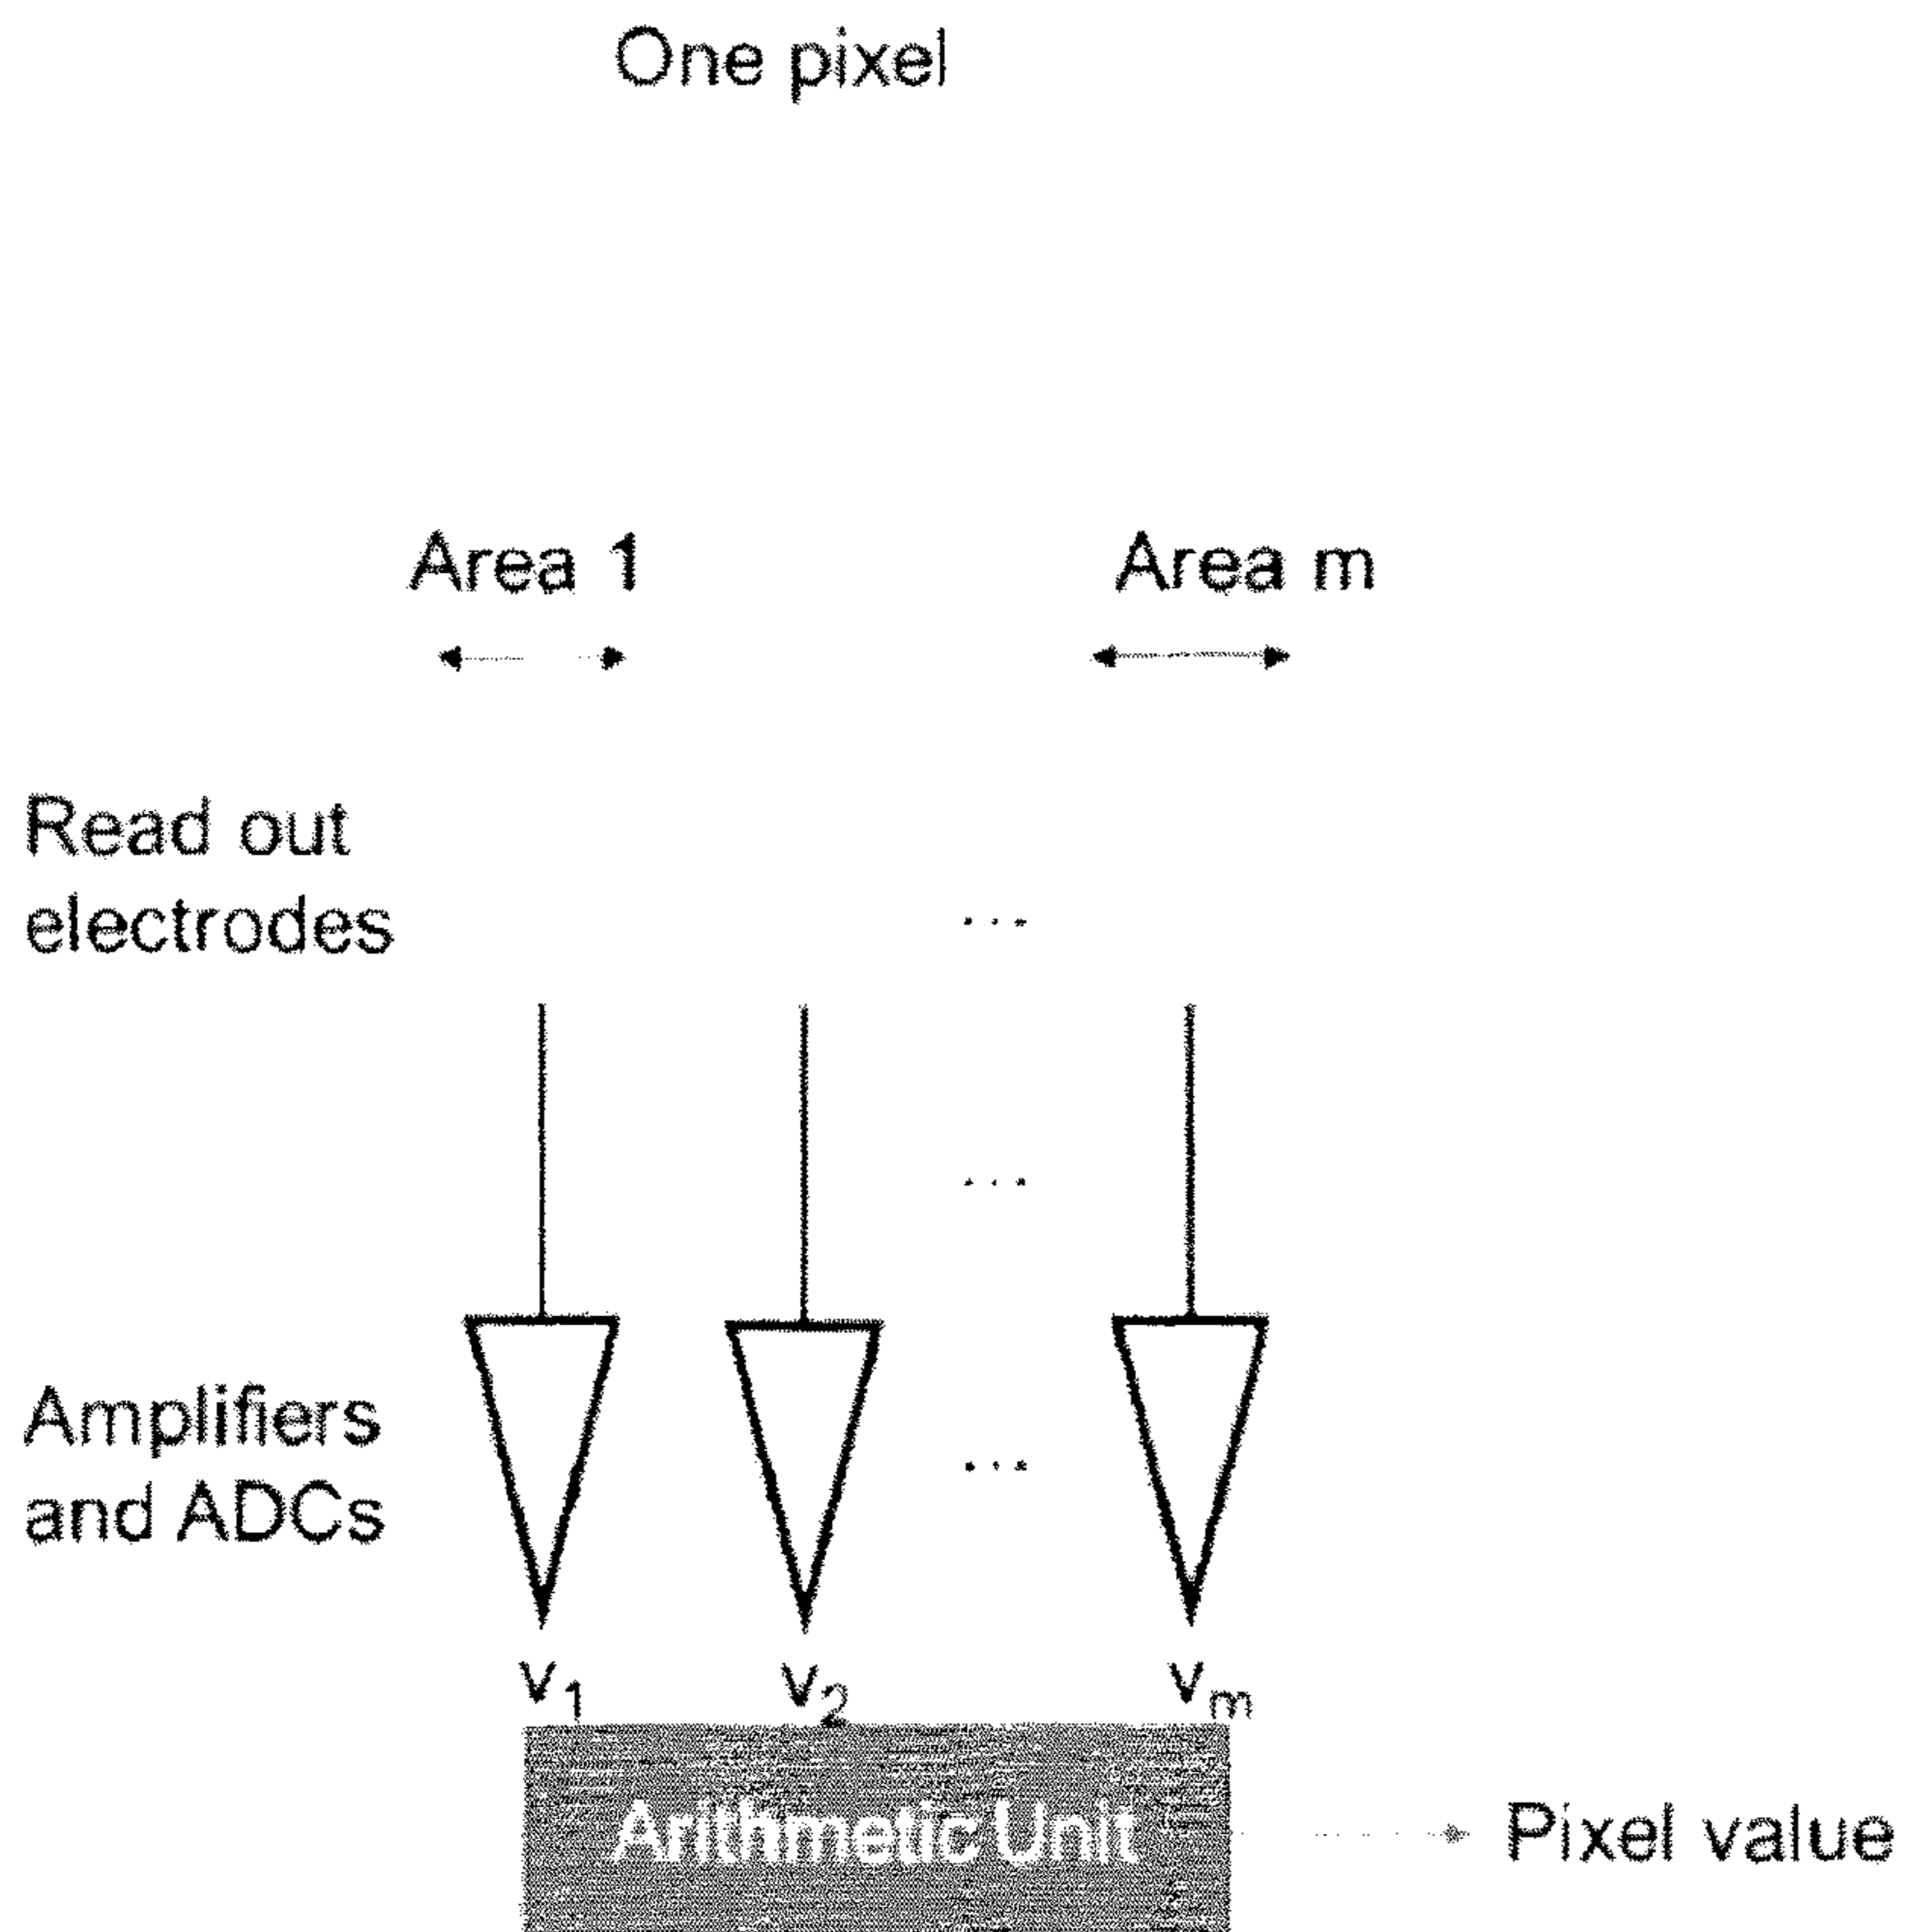 One pixel
Area 1 Area m
Read out
electrodes
...
...
Amplifiers
and ADCs
...
v1 v2 vm
Arithmetic Unit
Pixel value